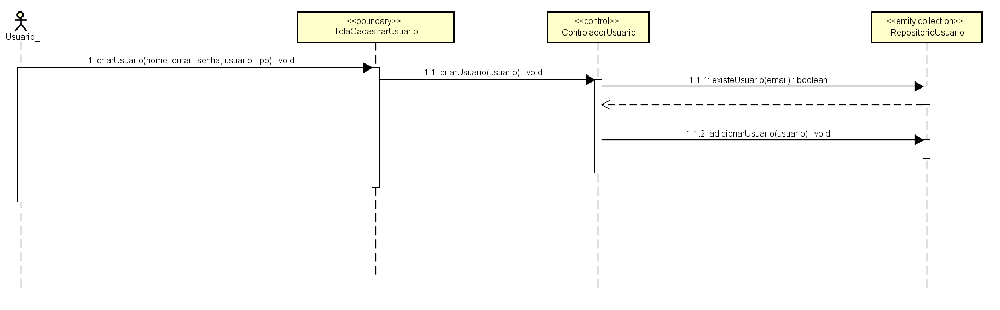 : Usuario_
<<boundary>>
: TelaCadastrarUsuario
<<control>>
: ControladorUsuario
<<entity collection>>
: RepositorioUsuario
1: criarUsuario(nome, email, senha, usuarioTipo) : void
1.1: criarUsuario(usuario) : void
1.1.1: existeUsuario(email) : boolean
1.1.2: adicionarUsuario(usuario) : void